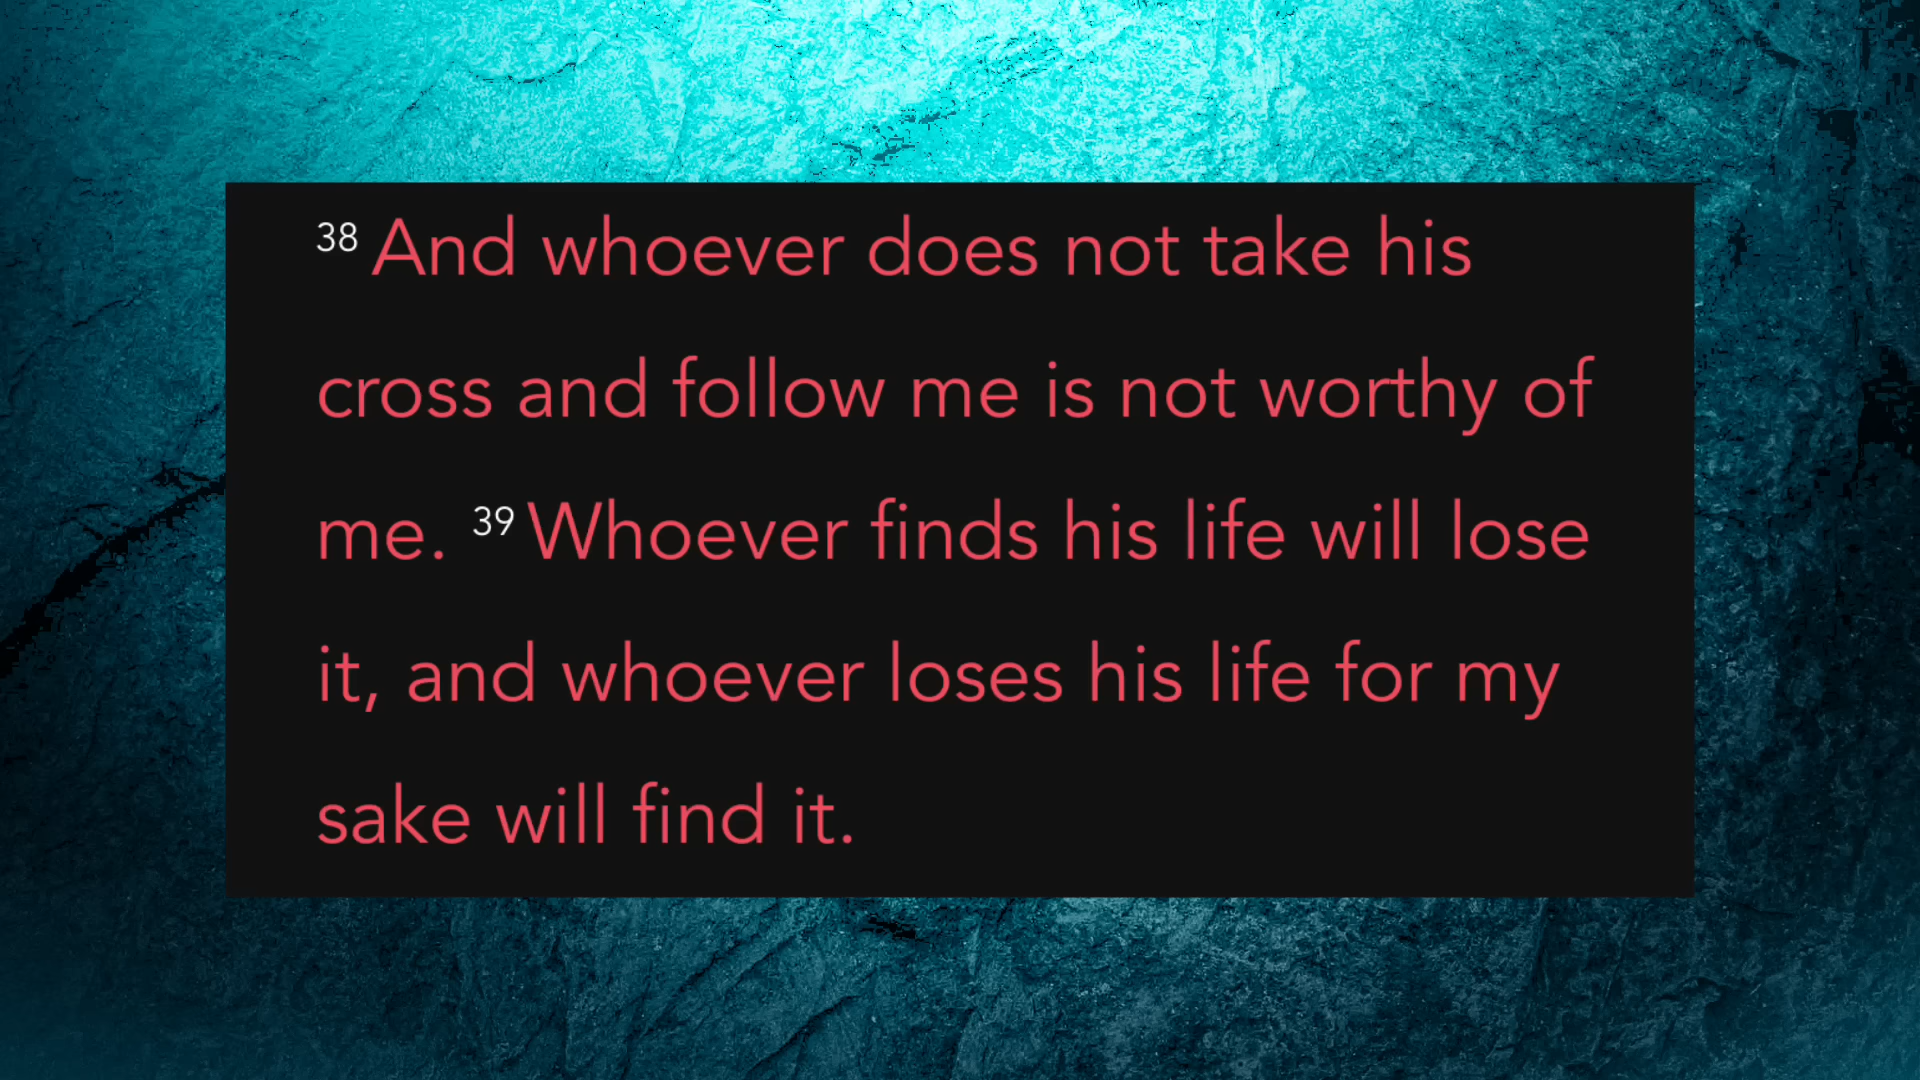 38 And whoever does not take his
cross and follow me is not worthy of
me. 39 Whoever finds his life will lose
it, and whoever loses his life for my
sake will find it.